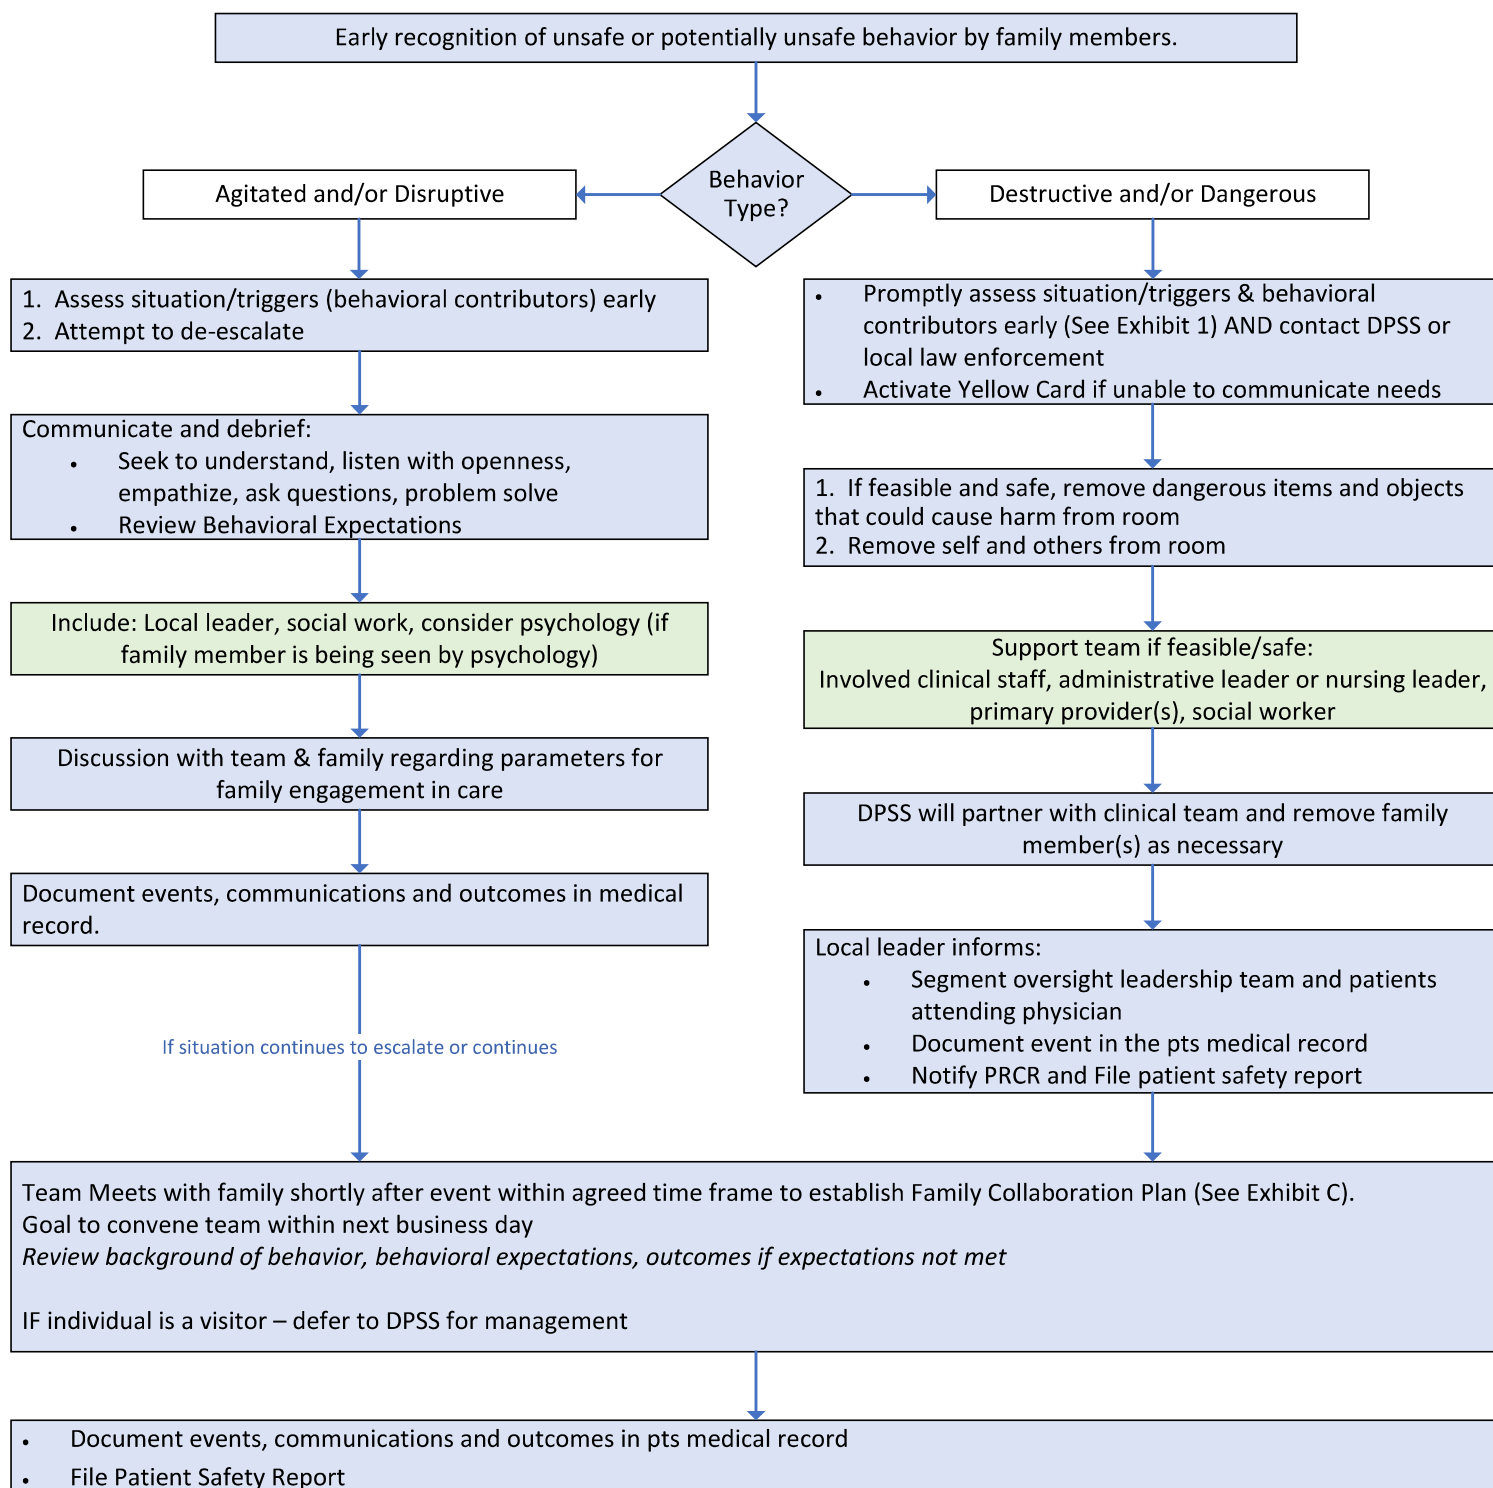 Early recognition of unsafe or potentially unsafe behavior by family members.
Behavior
Type?
Agitated and/or Disruptive
Destructive and/or Dangerous
1. Assess situation/triggers (behavioral contributors) early
2. Attempt to de-escalate
Communicate and debrief:
• Seek to understand, listen with openness,
empathize, ask questions, problem solve
• Review Behavioral Expectations
Include: Local leader, social work, consider psychology (if
family member is being seen by psychology)
Discussion with team & family regarding parameters for
family engagement in care
Document events, communications and outcomes in medical
record.
If situation continues to escalate or continues
• Promptly assess situation/triggers & behavioral
contributors early (See Exhibit 1) AND contact DPSS or
local law enforcement
• Activate Yellow Card if unable to communicate needs
1. If feasible and safe, remove dangerous items and objects
that could cause harm from room
2. Remove self and others from room
Support team if feasible/safe:
Involved clinical staff, administrative leader or nursing leader,
primary provider(s), social worker
DPSS will partner with clinical team and remove family
member(s) as necessary
Local leader informs:
• Segment oversight leadership team and patients
attending physician
• Document event in the pts medical record
• Notify PRCR and File patient safety report
Team Meets with family shortly after event within agreed time frame to establish Family Collaboration Plan (See Exhibit C).
Goal to convene team within next business day
Review background of behavior, behavioral expectations, outcomes if expectations not met
IF individual is a visitor – defer to DPSS for management
• Document events, communications and outcomes in pts medical record
• File Patient Safety Report